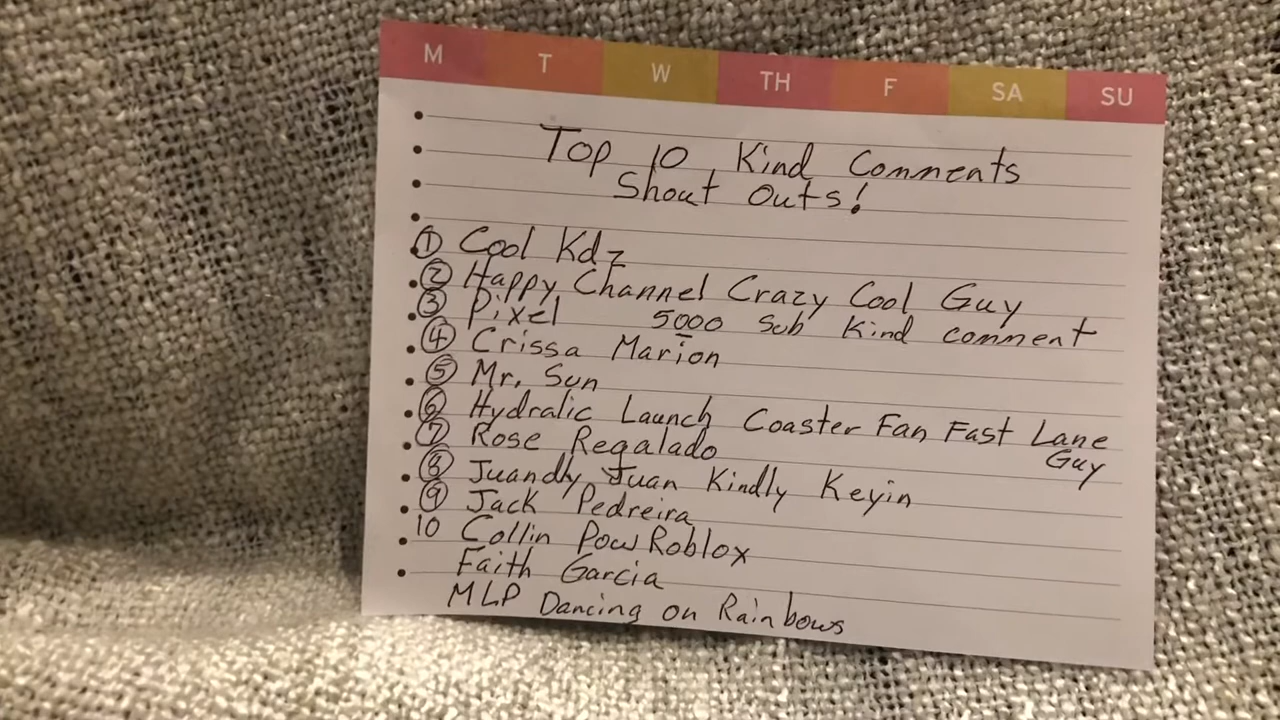 M T W TH F SA SU
Top 10 Kind Comments
Shout Outs!
① Cool Kdz
② Happy Channel Crazy Cool Guy
③ Pixel 5000 Sub Kind comment
④ Crissa Marion
⑤ Mr. Sun
⑥ Hydralic Launch Coaster Fan Fast Lane
Guy
⑦ Rose Regalado
⑧ Juandly Juan Kindly Keyin
⑨ Jack Pedreira
10 Collin Pow Roblox
Faith Garcia
MLP Dancing on Rainbows